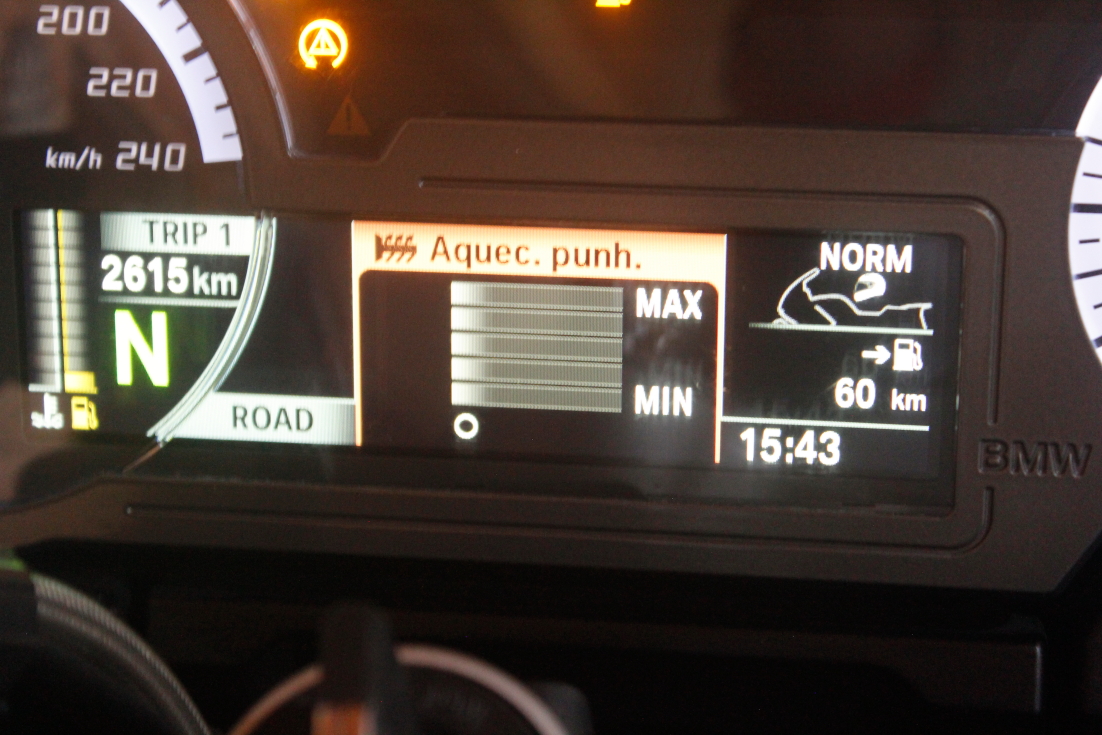 200
220
km/h 240
TRIP 1
2615 km
N
ROAD
Aquec. punh.
MAX
MIN
NORM
60 km
15:43
BMW